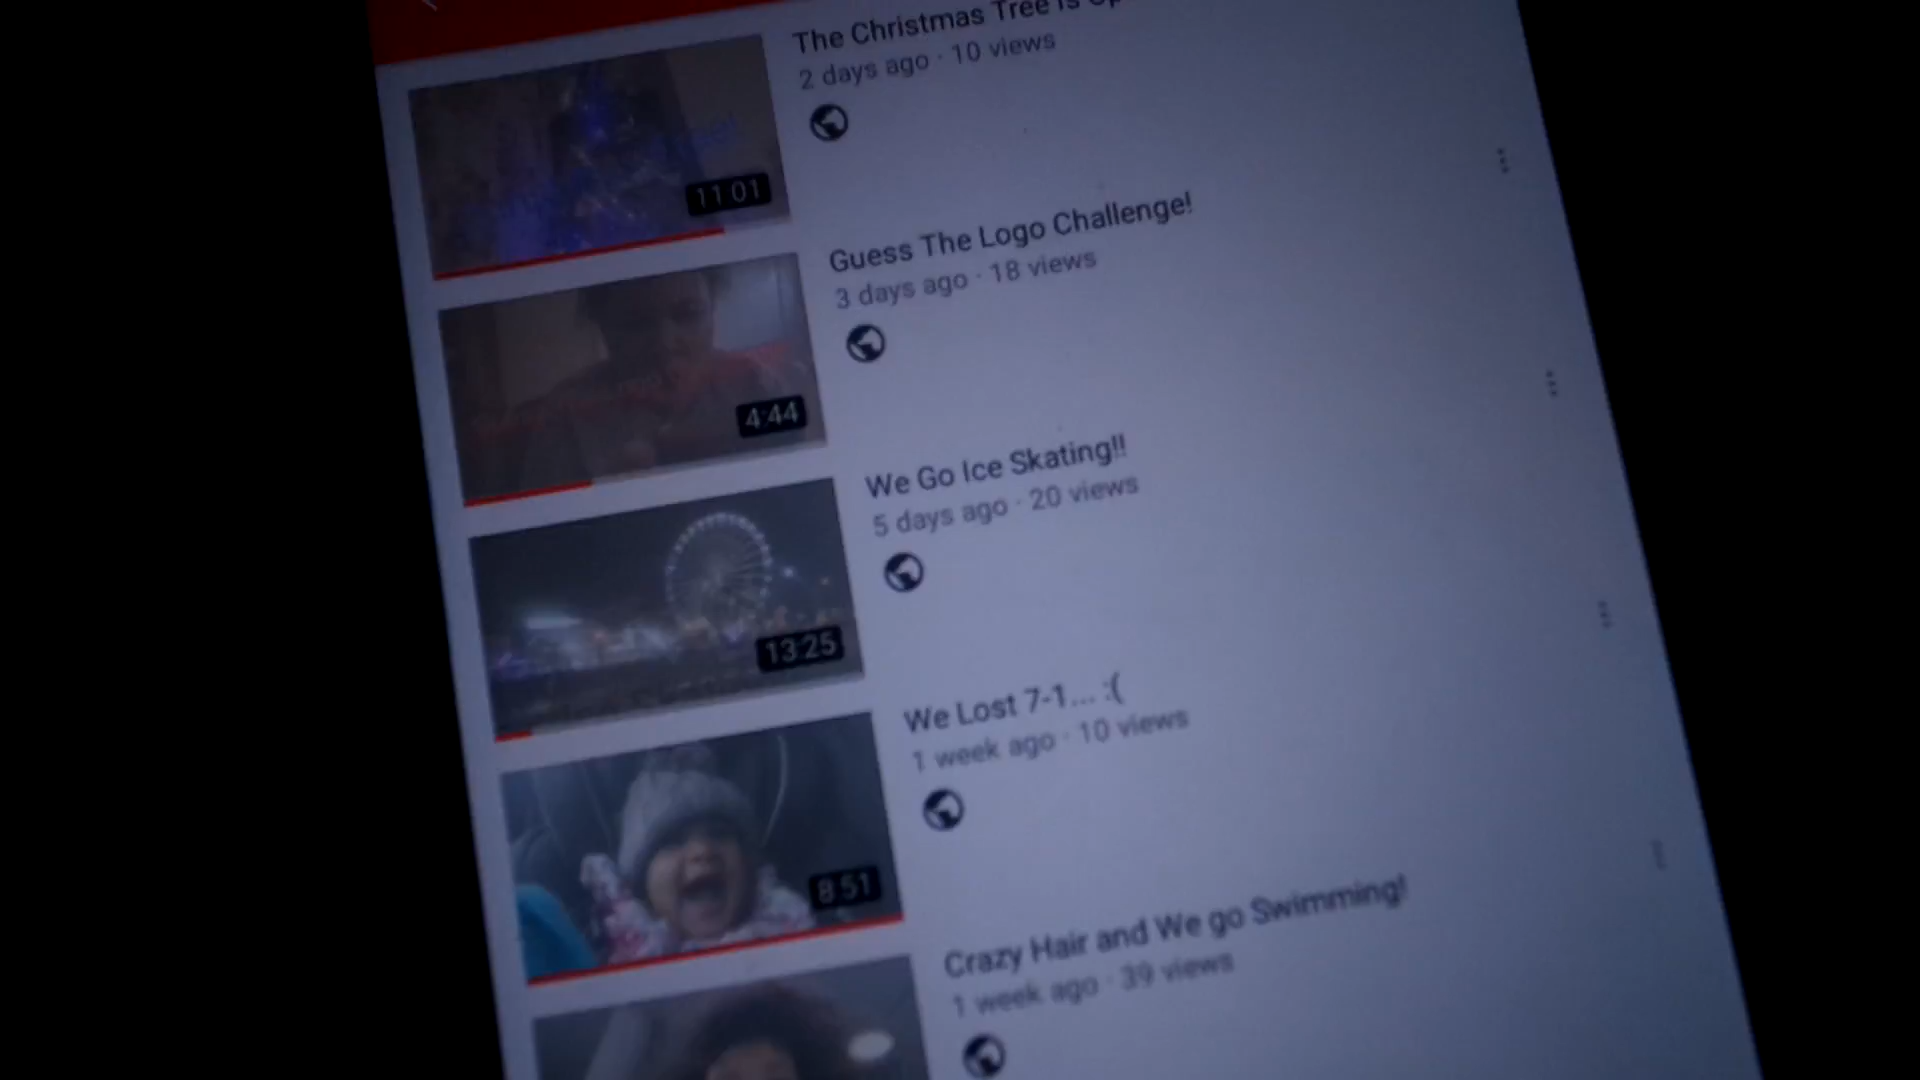 The Christmas Tree is
2 days ago · 10 views
11:01
Guess The Logo Challenge!
3 days ago · 18 views
4:44
We Go Ice Skating!!
5 days ago · 20 views
13:25
We Lost 7-1... :(
1 week ago · 10 views
8:51
Crazy Hair and We go Swimming!
1 week ago · 39 views